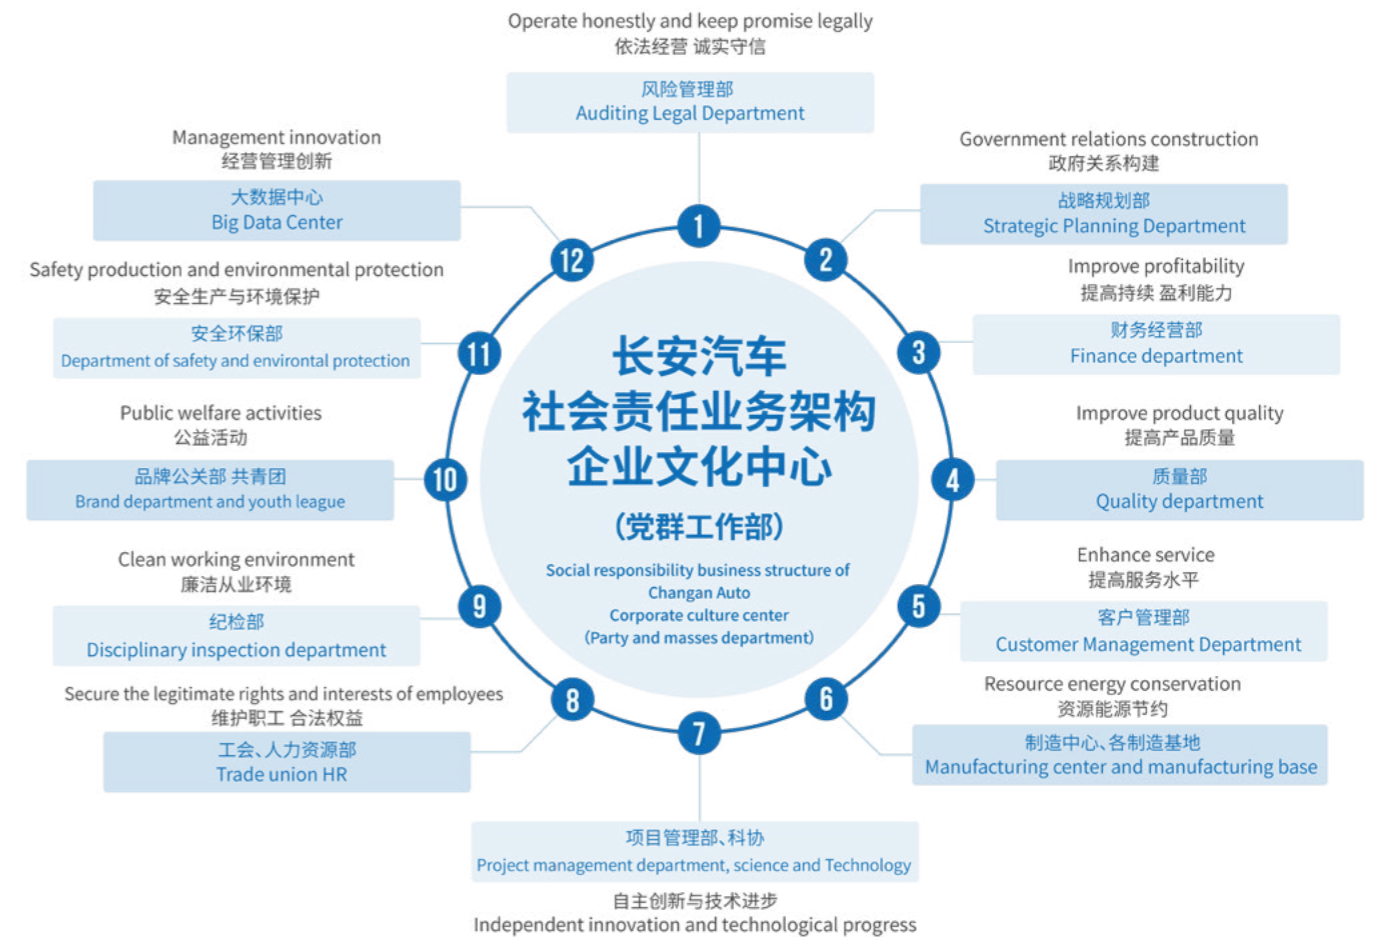 Operate honestly and keep promise legally
依法经营 诚实守信
风险管理部
Auditing Legal Department
1
Government relations construction
政府关系构建
战略规划部
Strategic Planning Department
2
Improve profitability
提高持续 盈利能力
财务经营部
Finance department
3
Improve product quality
提高产品质量
质量部
Quality department
4
Enhance service
提高服务水平
客户管理部
Customer Management Department
5
Resource energy conservation
资源能源节约
制造中心、各制造基地
Manufacturing center and manufacturing base
6
7
项目管理部、科协
Project management department, science and Technology
自主创新与技术进步
Independent innovation and technological progress
Secure the legitimate rights and interests of employees
维护职工 合法权益
工会、人力资源部
Trade union HR
8
Clean working environment
廉洁从业环境
纪检部
Disciplinary inspection department
9
Public welfare activities
公益活动
品牌公关部 共青团
Brand department and youth league
10
Safety production and environmental protection
安全生产与环境保护
安全环保部
Department of safety and environtal protection
11
Management innovation
经营管理创新
大数据中心
Big Data Center
12
长安汽车
社会责任业务架构
企业文化中心
（党群工作部）
Social responsibility business structure of
Changan Auto
Corporate culture center
（Party and masses department）